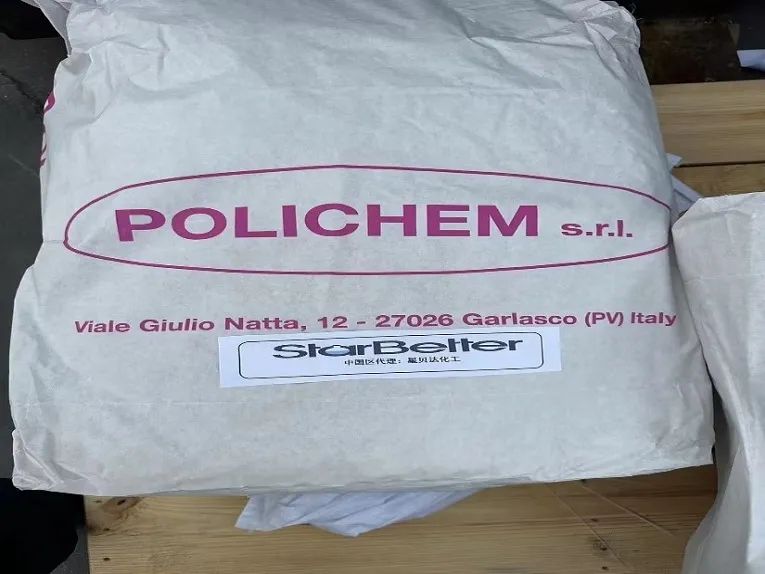 POLICHEM s.r.l.
Viale Giulio Natta, 12 - 27026 Garlasco (PV) Italy
StarBetter
中国区代理：星贝达化工